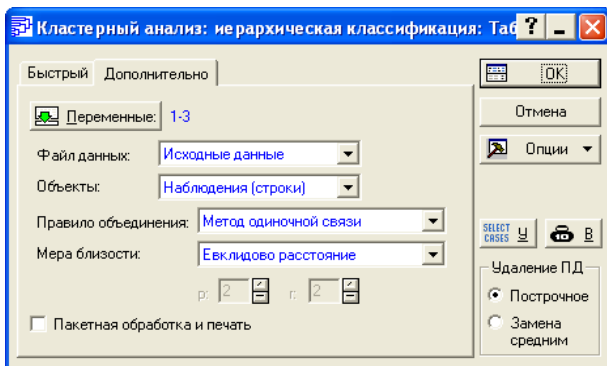 Кластерный анализ: иерархическая классификация: Таб ?
Быстрый Дополнительно
OK
Переменные: 1-3
Отмена
Файл данных: Исходные данные
Опции
Объекты: Наблюдения (строки)
Правило объединения: Метод одиночной связи
SELECT CASES У В
Мера близости: Евклидово расстояние
Удаление ПД
p: 2 r: 2
Построчное
Пакетная обработка и печать
Замена
средним